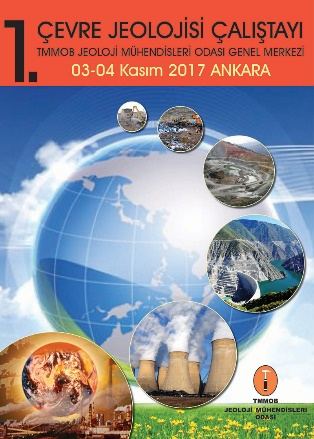 1. ÇEVRE JEOLOJİSİ ÇALIŞTAYI
TMMOB JEOLOJİ MÜHENDİSLERİ ODASI GENEL MERKEZİ
03-04 Kasım 2017 ANKARA
TMMOB
JEOLOJİ MÜHENDİSLERİ
ODASI